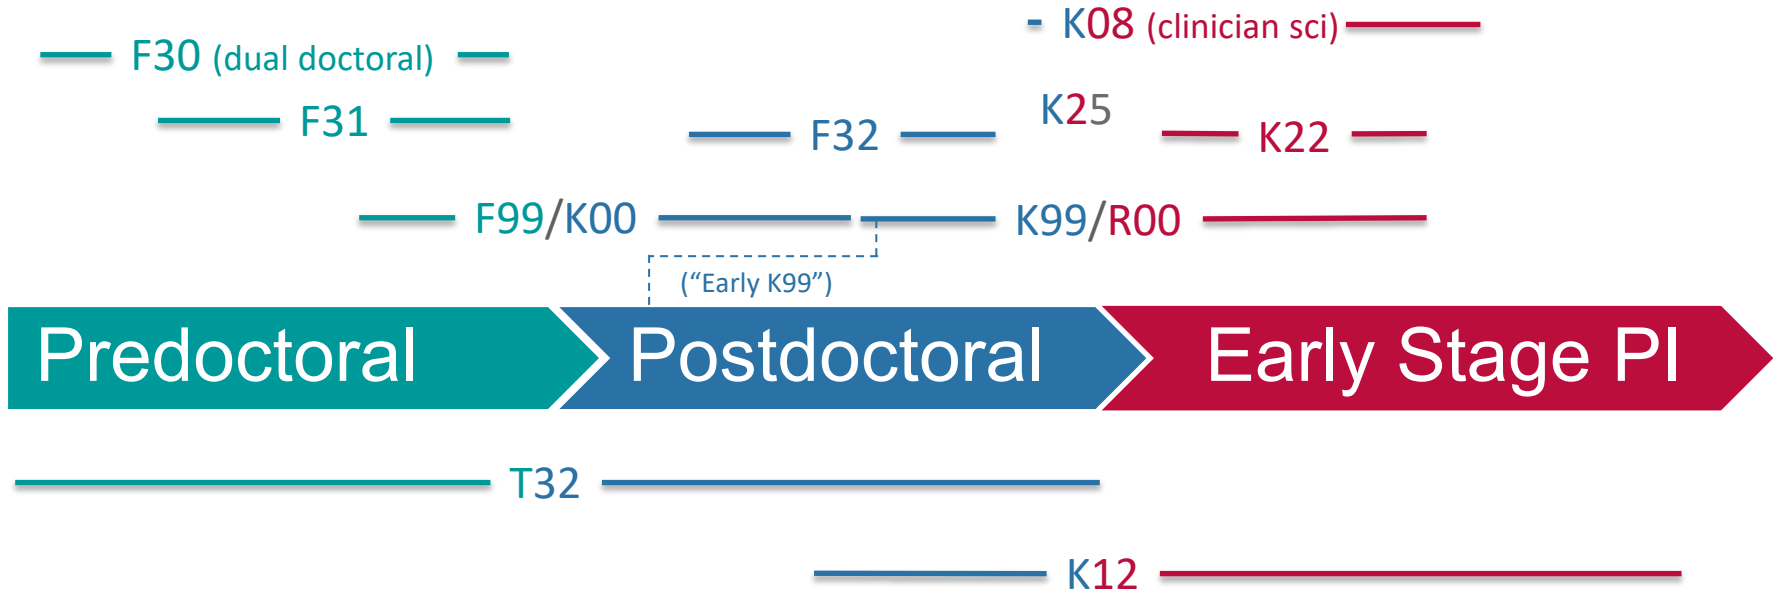 K08 (clinician sci)
F30 (dual doctoral)
F31
K25
F32
K22
F99/K00
K99/R00
(“Early K99”)
Predoctoral
Postdoctoral
Early Stage PI
T32
K12